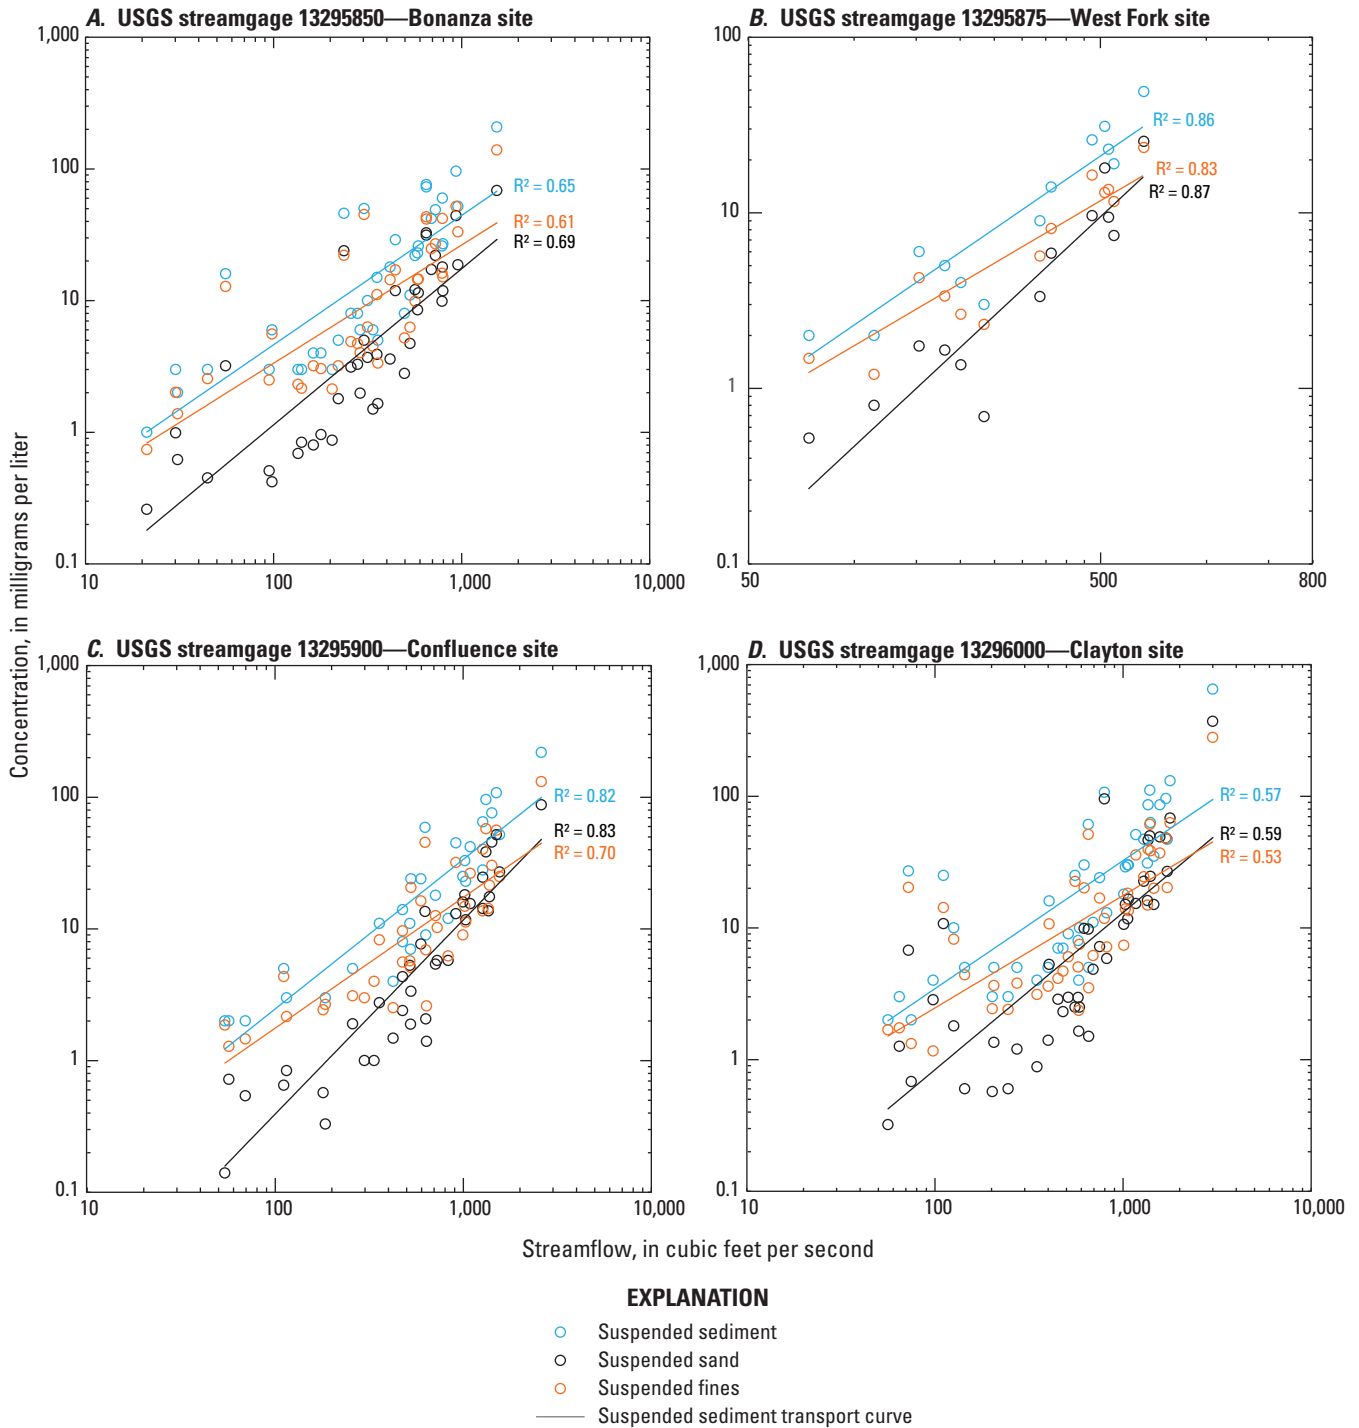 A. USGS streamgage 13295850—Bonanza site
1,000
100
10
1
0.1
10
100
1,000
10,000
R² = 0.65
R² = 0.61
R² = 0.69
B. USGS streamgage 13295875—West Fork site
100
10
1
0.1
50
500
800
R² = 0.86
R² = 0.83
R² = 0.87
C. USGS streamgage 13295900—Confluence site
1,000
100
10
1
0.1
10
100
1,000
10,000
R² = 0.82
R² = 0.83
R² = 0.70
D. USGS streamgage 13296000—Clayton site
1,000
100
10
1
0.1
10
100
1,000
10,000
R² = 0.57
R² = 0.59
R² = 0.53
Concentration, in milligrams per liter
Streamflow, in cubic feet per second
EXPLANATION
Suspended sediment
Suspended sand
Suspended fines
Suspended sediment transport curve